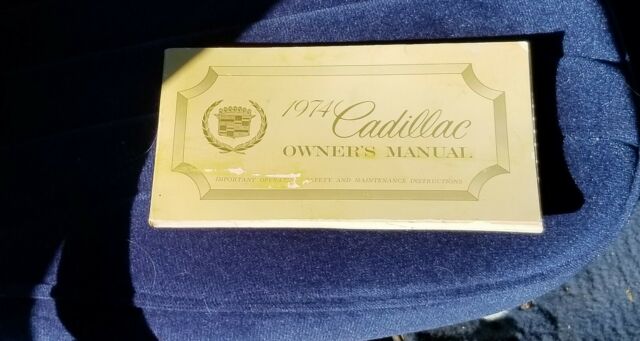 1974 Cadillac
OWNER'S MANUAL
IMPORTANT SAFETY AND MAINTENANCE INSTRUCTIONS